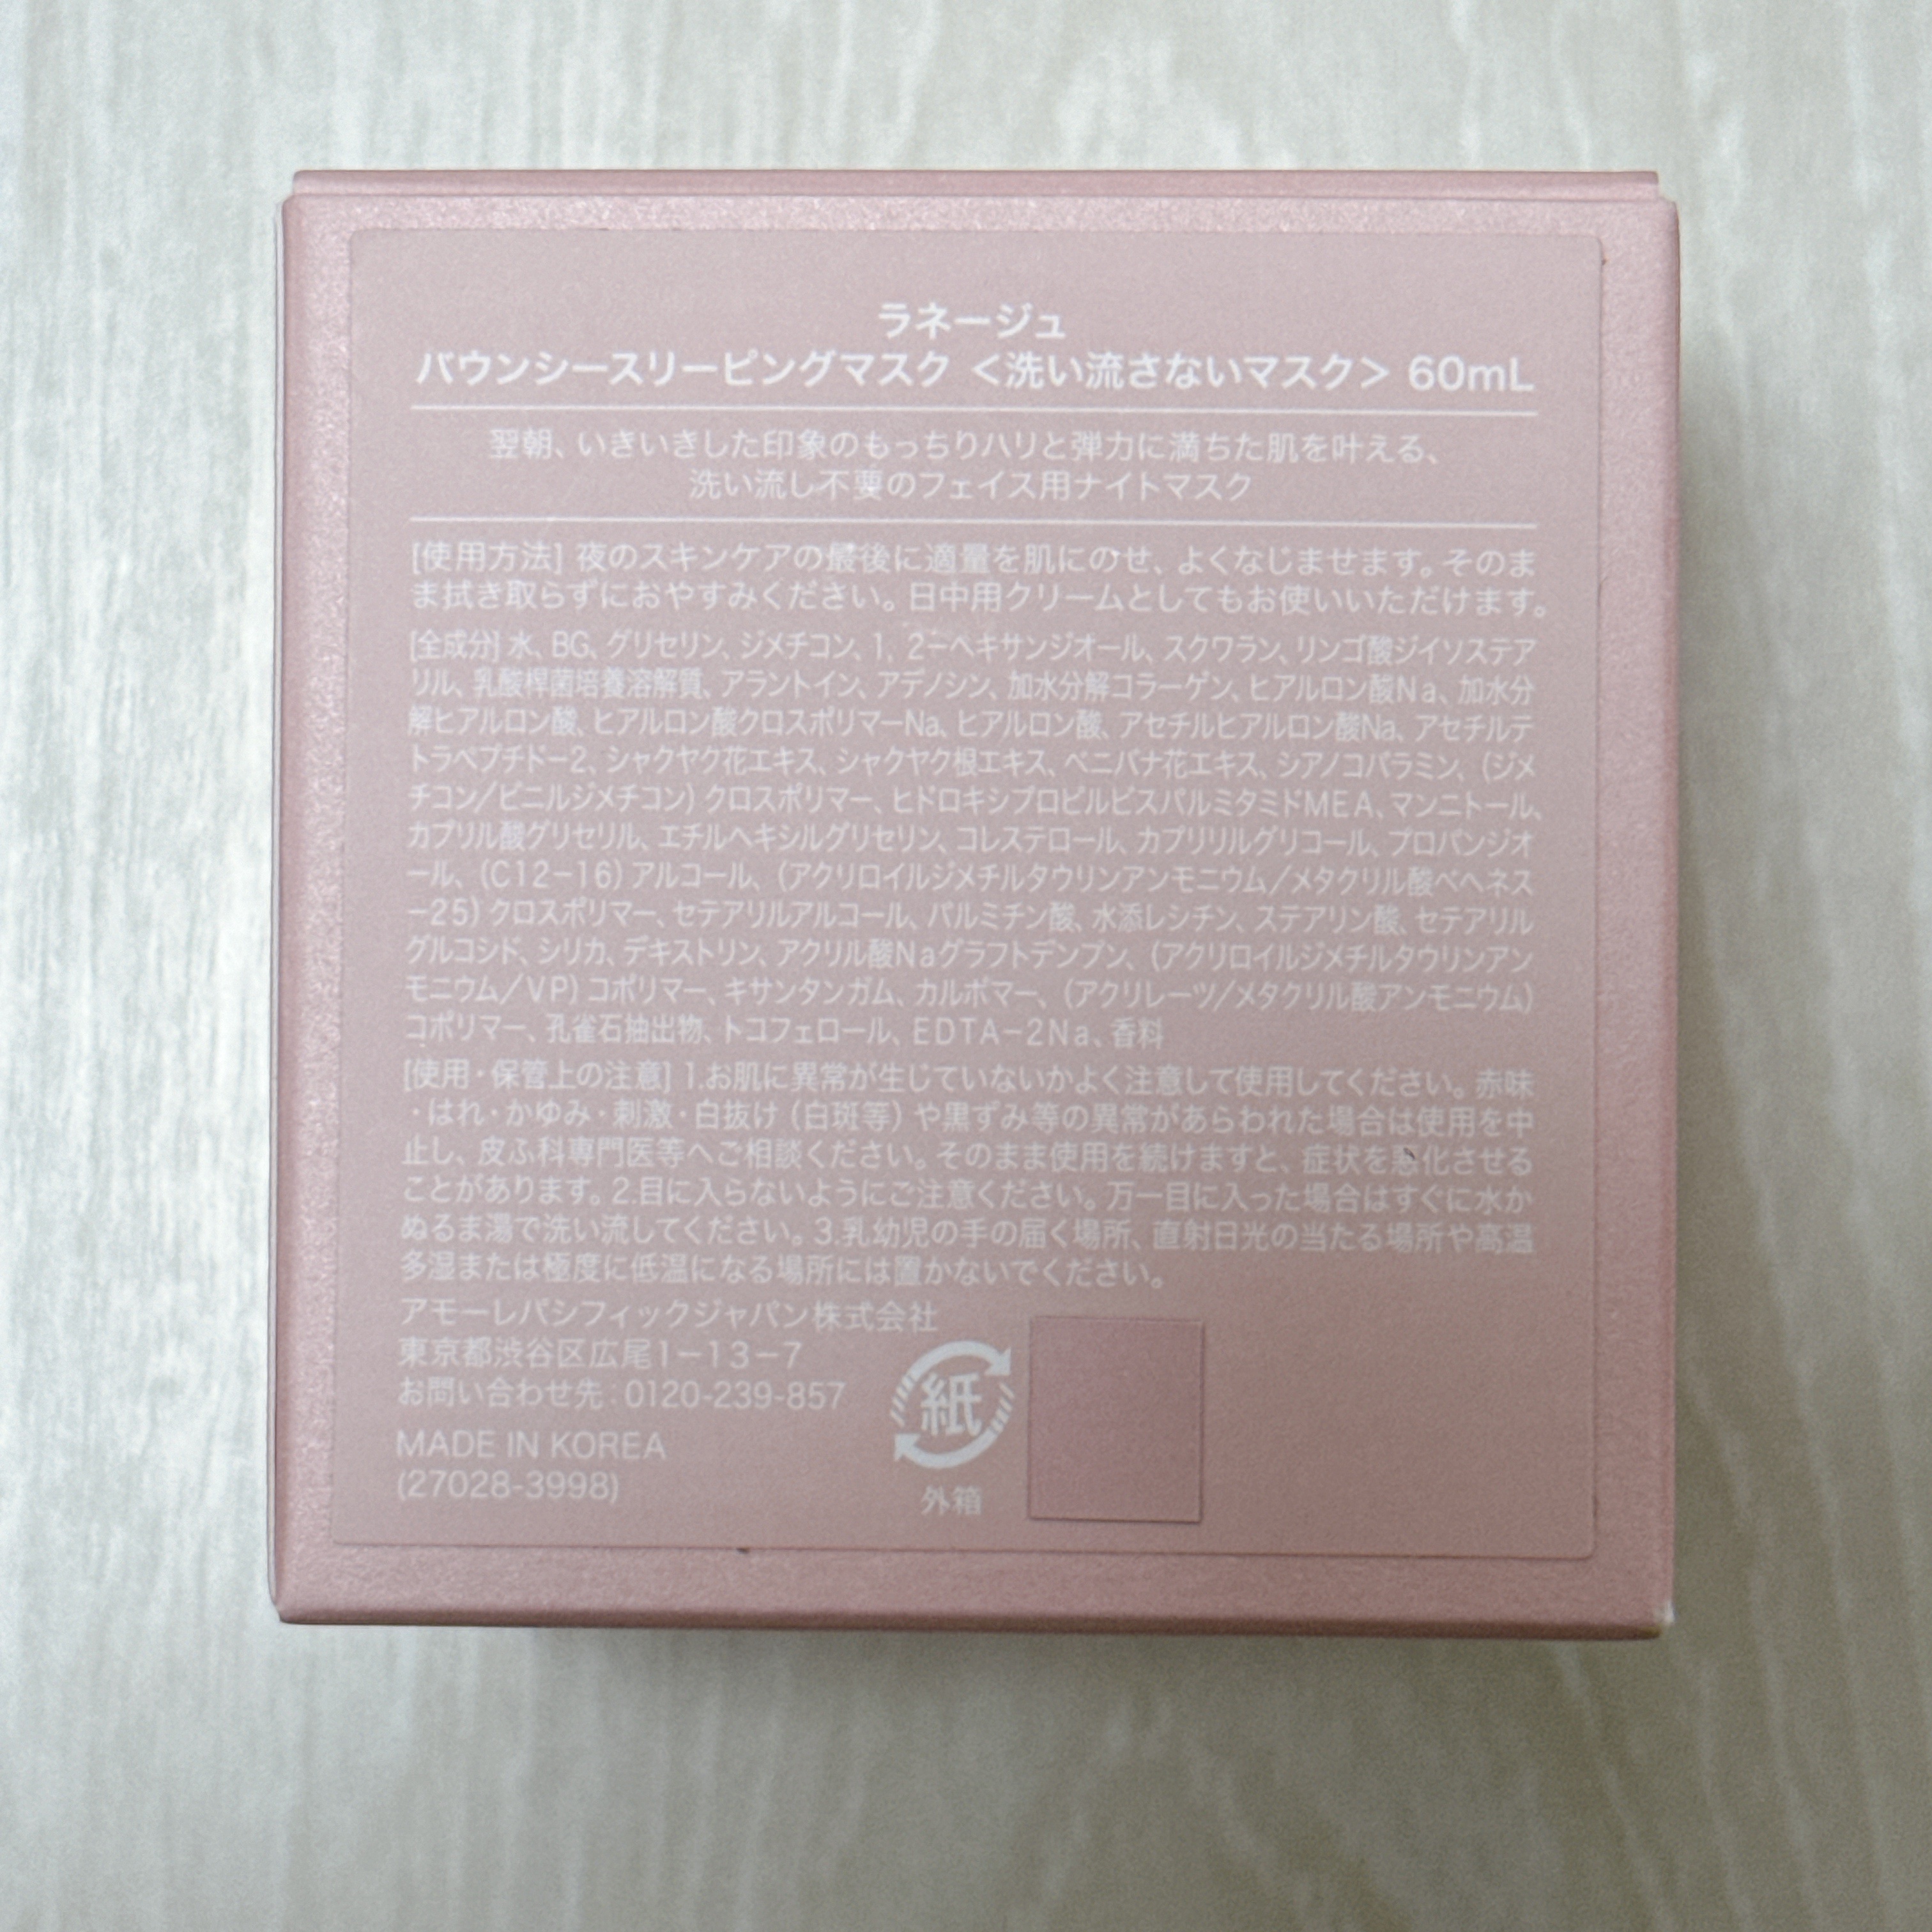 ラネージュ
バウンシースリーピングマスク ＜洗い流さないマスク＞ 60mL
翌朝、いきいきした印象のもっちりハリと弾力に満ちた肌を叶える、
洗い流し不要のフェイス用ナイトマスク
[使用方法] 夜のスキンケアの最後に適量を肌にのせ、よくなじませます。そのま
ま拭き取らずにおやすみください。日中用クリームとしてもお使いいただけます。
[全成分] 水、BG、グリセリン、ジメチコン、1, 2－ヘキサンジオール、スクワラン、リンゴ酸ジイソステア
リル、乳酸桿菌培養溶解質、アラントイン、アデノシン、加水分解コラーゲン、ヒアルロン酸Na、加水分
解ヒアルロン酸、ヒアルロン酸クロスポリマーNa、ヒアルロン酸、アセチルヒアルロン酸Na、アセチルテ
トラペプチド－2、シャクヤク花エキス、シャクヤク根エキス、ベニバナ花エキス、シアノコバラミン、（ジメ
チコン／ビニルジメチコン）クロスポリマー、ヒドロキシプロピルビスパルミタミドMEA、マンニトール、
カプリル酸グリセリル、エチルヘキシルグリセリン、コレステロール、カプリリルグリコール、プロパンジオ
ール、（C12－16）アルコール、（アクリロイルジメチルタウリンアンモニウム／メタクリル酸ベヘネス
－25）クロスポリマー、セテアリルアルコール、パルミチン酸、水添レシチン、ステアリン酸、セテアリル
グルコシド、シリカ、デキストリン、アクリル酸Naグラフトデンプン、（アクリロイルジメチルタウリンアン
モニウム／VP）コポリマー、キサンタンガム、カルボマー、（アクリレーツ／メタクリル酸アンモニウム）
コポリマー、孔雀石抽出物、トコフェロール、EDTA－2Na、香料
[使用・保管上の注意] 1.お肌に異常が生じていないかよく注意して使用してください。赤味
・はれ・かゆみ・刺激・白抜け（白斑等）や黒ずみ等の異常があらわれた場合は使用を中
止し、皮ふ科専門医等へご相談ください。そのまま使用を続けますと、症状を悪化させる
ことがあります。2.目に入らないようにご注意ください。万一目に入った場合はすぐに水か
ぬるま湯で洗い流してください。3.乳幼児の手の届く場所、直射日光の当たる場所や高温
多湿または極度に低温になる場所には置かないでください。
アモーレパシフィックジャパン株式会社
東京都渋谷区広尾1－13－7
お問い合わせ先：0120-239-857
MADE IN KOREA
(27028-3998)
紙
外箱